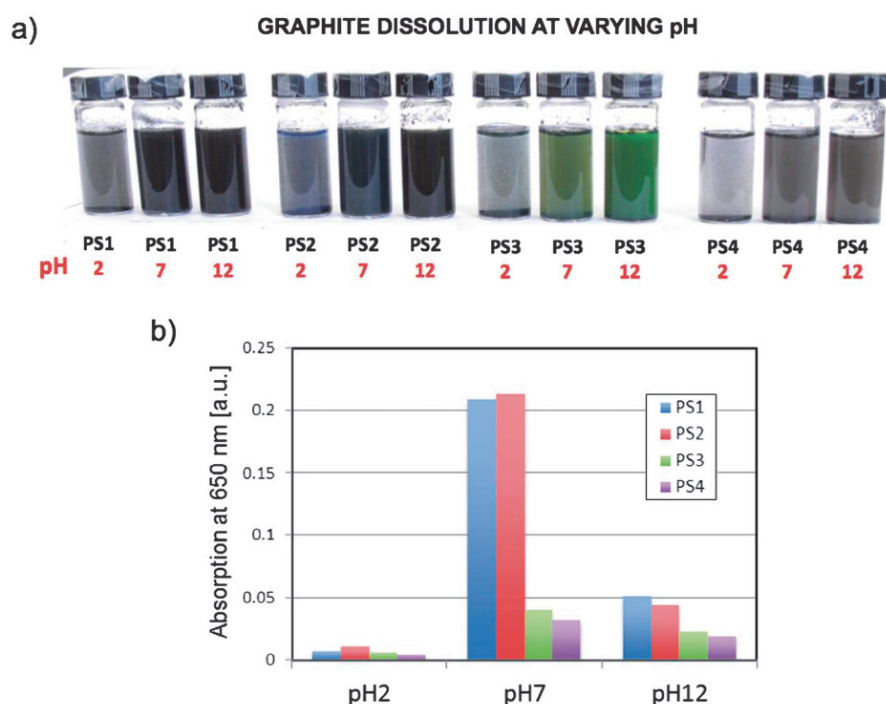 a)
GRAPHITE DISSOLUTION AT VARYING pH
PS1 PS1 PS1 PS2 PS2 PS2 PS3 PS3 PS3 PS4 PS4 PS4
pH 2 7 12 2 7 12 2 7 12 2 7 12
b)
Absorption at 650 nm [a.u.]
0.25
0.2
0.15
0.1
0.05
0
PS1
PS2
PS3
PS4
pH2 pH7 pH12